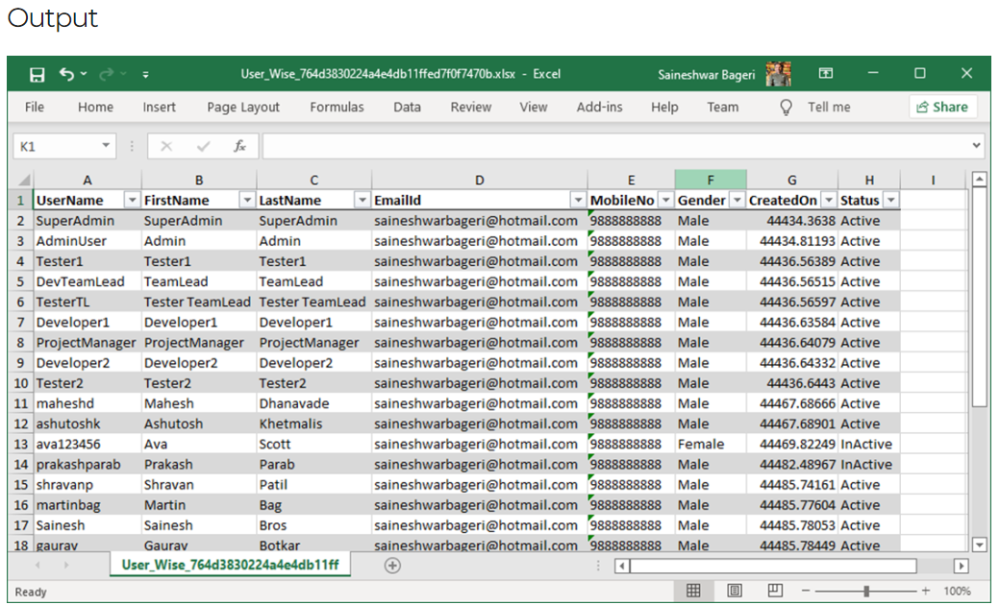 Output
User_Wise_764d3830224a4e4db11ffed7f0f7470b.xlsx - Excel Saineshwar Bageri
File Home Insert Page Layout Formulas Data Review View Add-ins Help Team Tell me Share
K1 fx
A B C D E F G H I
1 UserName FirstName LastName EmailId MobileNo Gender CreatedOn Status
2 SuperAdmin SuperAdmin SuperAdmin saineshwarbageri@hotmail.com 9888888888 Male 44434.3638 Active
3 AdminUser Admin Admin saineshwarbageri@hotmail.com 9888888888 Male 44434.81193 Active
4 Tester1 Tester1 Tester1 saineshwarbageri@hotmail.com 9888888888 Male 44436.56389 Active
5 DevTeamLead TeamLead TeamLead saineshwarbageri@hotmail.com 9888888888 Male 44436.56515 Active
6 TesterTL Tester TeamLead Tester TeamLead saineshwarbageri@hotmail.com 9888888888 Male 44436.56597 Active
7 Developer1 Developer1 Developer1 saineshwarbageri@hotmail.com 9888888888 Male 44436.63584 Active
8 ProjectManager ProjectManager ProjectManager saineshwarbageri@hotmail.com 9888888888 Male 44436.64079 Active
9 Developer2 Developer2 Developer2 saineshwarbageri@hotmail.com 9888888888 Male 44436.64332 Active
10 Tester2 Tester2 Tester2 saineshwarbageri@hotmail.com 9888888888 Male 44436.6443 Active
11 maheshd Mahesh Dhanavade saineshwarbageri@hotmail.com 9888888888 Male 44467.68666 Active
12 ashutoshk Ashutosh Khetmalis saineshwarbageri@hotmail.com 9888888888 Male 44467.68901 Active
13 ava123456 Ava Scott saineshwarbageri@hotmail.com 9888888888 Female 44469.82249 InActive
14 prakashparab Prakash Parab saineshwarbageri@hotmail.com 9888888888 Male 44482.48967 InActive
15 shravanp Shravan Patil saineshwarbageri@hotmail.com 9888888888 Male 44485.74161 Active
16 martinbag Martin Bag saineshwarbageri@hotmail.com 9888888888 Male 44485.77604 Active
17 Sainesh Sainesh Bros saineshwarbageri@hotmail.com 9888888888 Male 44485.78053 Active
18 gaurav Gaurav Botkar saineshwarbageri@hotmail.com 9888888888 Male 44485.78449 Active
User_Wise_764d3830224a4e4db11ff
Ready 100%